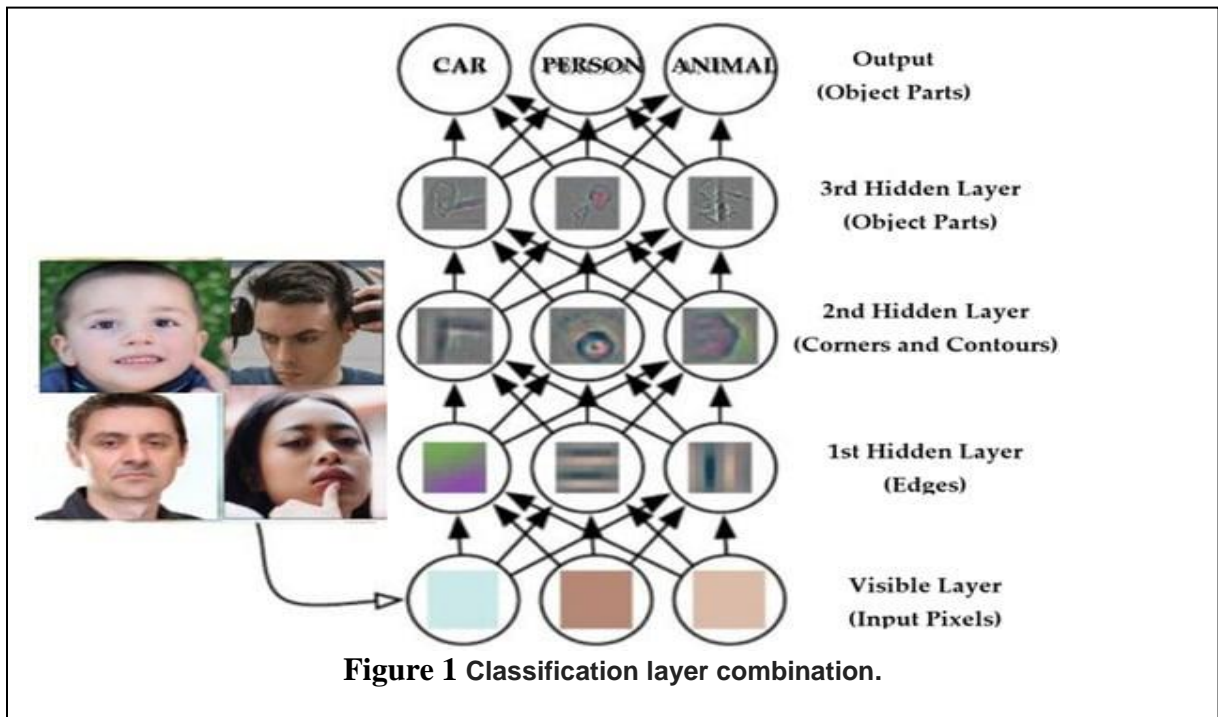 CAR PERSON ANIMAL
Output
(Object Parts)
3rd Hidden Layer
(Object Parts)
2nd Hidden Layer
(Corners and Contours)
1st Hidden Layer
(Edges)
Visible Layer
(Input Pixels)
Figure 1 Classification layer combination.